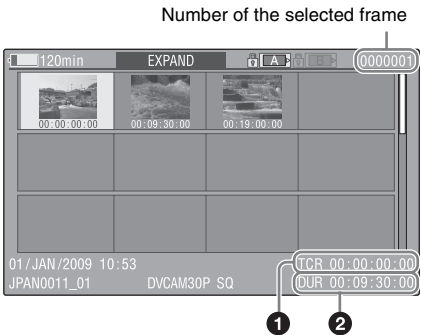 Number of the selected frame
120min EXPAND A B 0000001
00:00:00:00 00:09:30:00 00:19:00:00
01/JAN/2009 10:53 TCR 00:00:00:00
JPAN0011_01 DVCAM30P SQ DUR 00:09:30:00
1 2